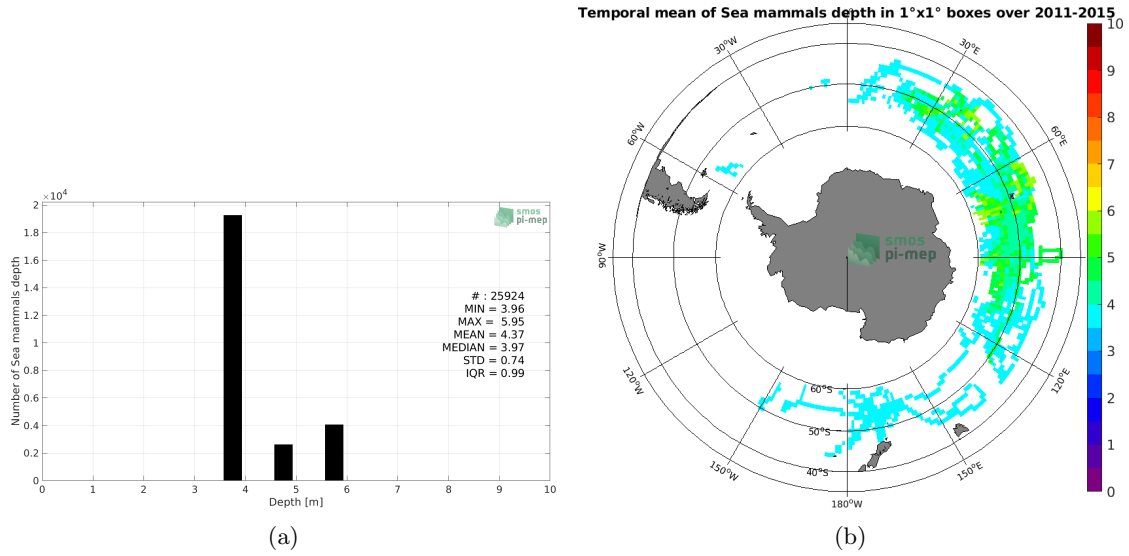 Temporal mean of Sea mammals depth in 1°x1° boxes over 2011-2015
×10⁴
2
1.8
1.6
1.4
1.2
1
0.8
0.6
0.4
0.2
0
0 1 2 3 4 5 6 7 8 9 10
Number of Sea mammals depth
Depth [m]
smos
pi-mep
# : 25924
MIN = 3.96
MAX = 5.95
MEAN = 4.37
MEDIAN = 3.97
STD = 0.74
IQR = 0.99
(a)
30°W
30°E
60°W
60°E
90°W
smos
pi-mep
120°W
120°E
60°S
50°S
40°S
150°W
150°E
180°W
10
9
8
7
6
5
4
3
2
1
0
(b)